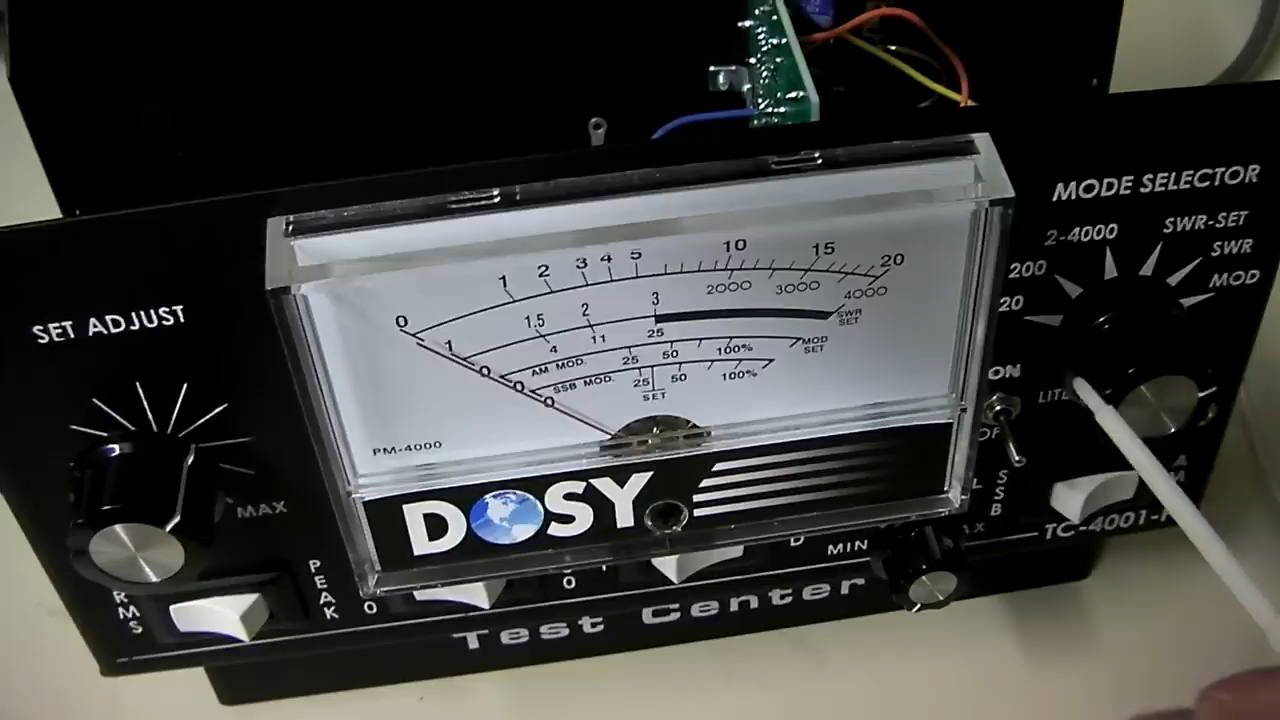 MODE SELECTOR
SWR-SET
2-4000
SWR
200
MOD
20
SET ADJUST
MAX
0 1 2 3 4 5 10 15 20
2000 3000 4000
1 1.5 2 3
SWR SET
0 4 11 25
AM MOD. 25 50 100% MOD SET
0
SSB MOD. 25 50 100%
0
SET
PM-4000
DOSY
ON
SSB
TC-4001-
MIN
RMS
PEAK
Test Center